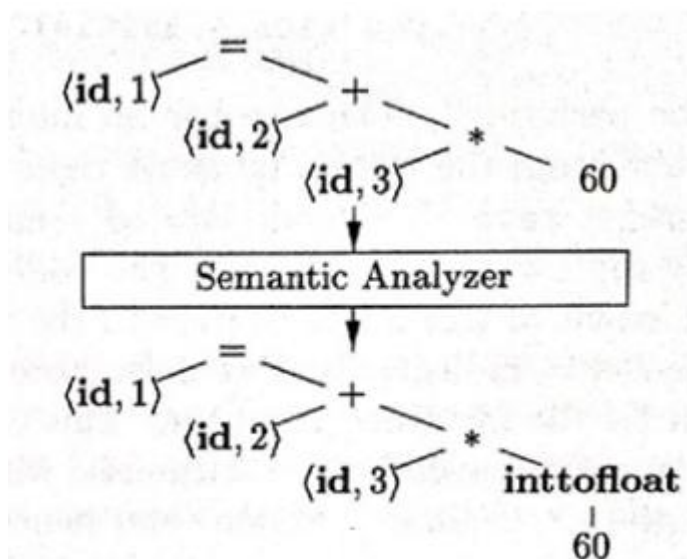 =
⟨id, 1⟩
+
⟨id, 2⟩
*
⟨id, 3⟩
60
Semantic Analyzer
=
⟨id, 1⟩
+
⟨id, 2⟩
*
⟨id, 3⟩
inttofloat
60